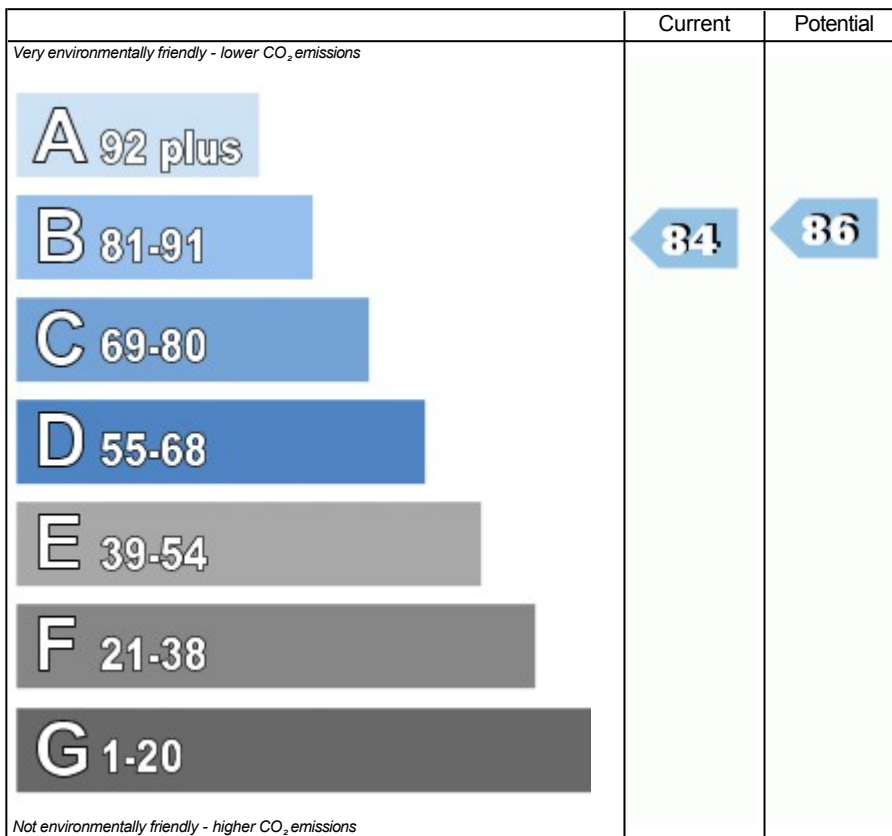 Current Potential
Very environmentally friendly - lower CO₂ emissions
A 92 plus
B 81-91 84 86
C 69-80
D 55-68
E 39-54
F 21-38
G 1-20
Not environmentally friendly - higher CO₂ emissions